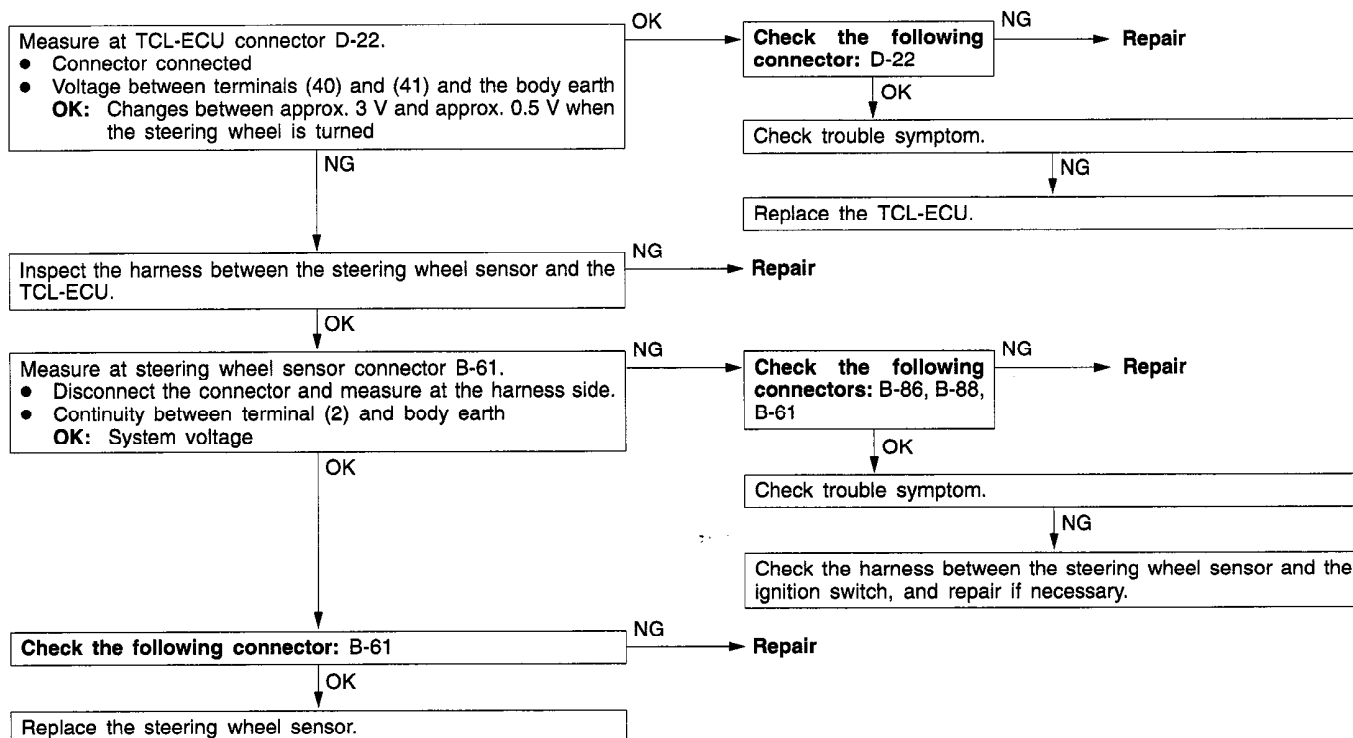 Measure at TCL-ECU connector D-22.
● Connector connected
● Voltage between terminals (40) and (41) and the body earth
OK: Changes between approx. 3 V and approx. 0.5 V when
the steering wheel is turned
OK
Check the following
connector: D-22
NG
Repair
OK
Check trouble symptom.
NG
Replace the TCL-ECU.
NG
Inspect the harness between the steering wheel sensor and the
TCL-ECU.
NG
Repair
OK
Measure at steering wheel sensor connector B-61.
● Disconnect the connector and measure at the harness side.
● Continuity between terminal (2) and body earth
OK: System voltage
NG
Check the following
connectors: B-86, B-88,
B-61
NG
Repair
OK
Check trouble symptom.
NG
Check the harness between the steering wheel sensor and the
ignition switch, and repair if necessary.
OK
Check the following connector: B-61
NG
Repair
OK
Replace the steering wheel sensor.